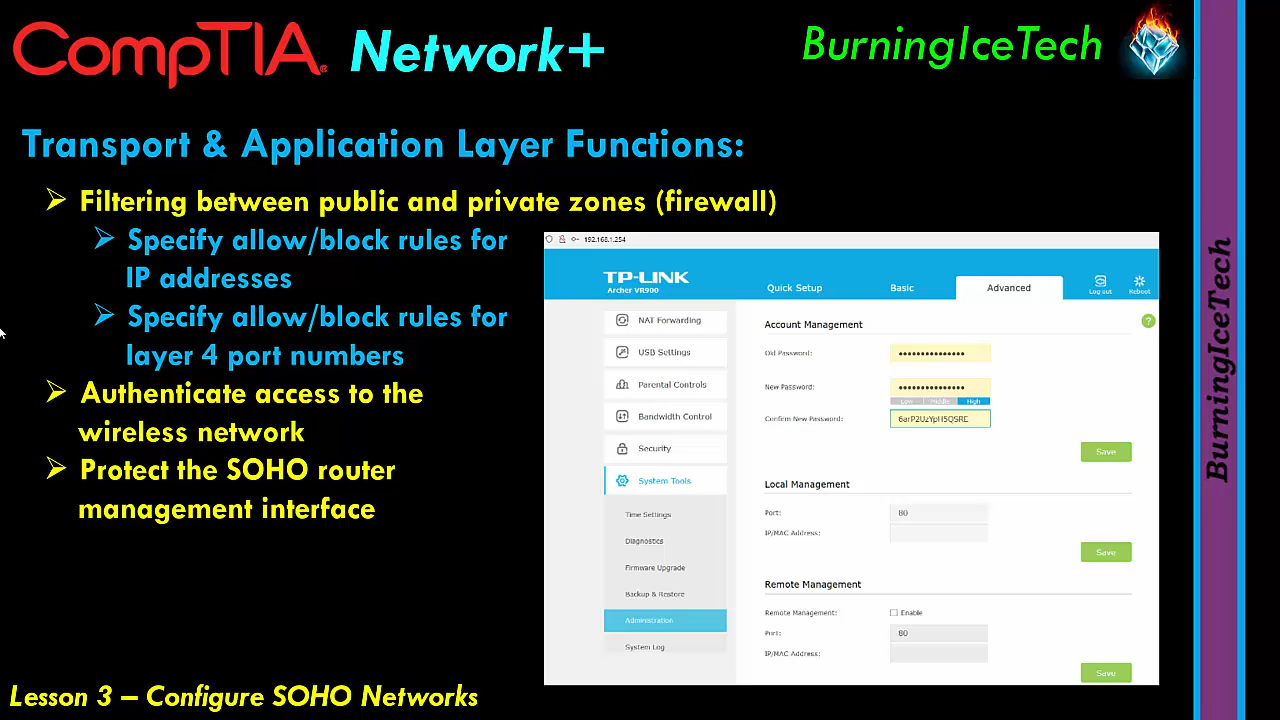 CompTIA® Network+
BurningIceTech
Transport & Application Layer Functions:
Filtering between public and private zones (firewall)
Specify allow/block rules for
IP addresses
Specify allow/block rules for
layer 4 port numbers
Authenticate access to the
wireless network
Protect the SOHO router
management interface
192.168.1.254
TP-LINK
Archer VR900
Quick Setup
Basic
Advanced
Log out
Reboot
NAT Forwarding
USB Settings
Parental Controls
Bandwidth Control
Security
System Tools
Time Settings
Diagnostics
Firmware Upgrade
Backup & Restore
Administration
System Log
?
Account Management
Old Password: •••••••••••••••
New Password: •••••••••••••••
Low Middle High
Confirm New Password: 6arP2UzYpH5QSRE
Save
Local Management
Port: 80
IP/MAC Address:
Save
Remote Management
Remote Management: Enable
Port: 80
IP/MAC Address:
Save
BurningIceTech
Lesson 3 – Configure SOHO Networks